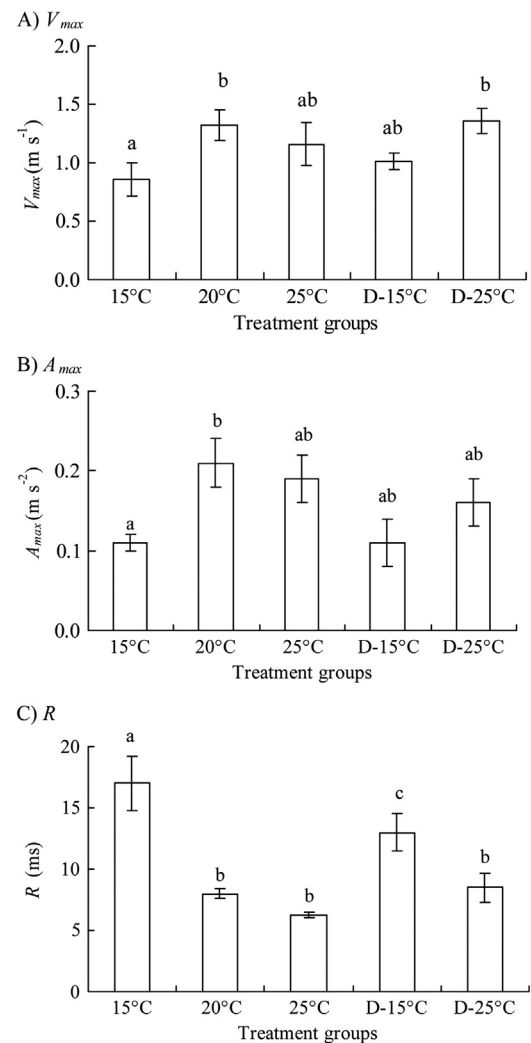 A) Vmax
2.0
1.5
1.0
0.5
0.0
Vmax (m s⁻¹)
a
b
ab
ab
b
15°C 20°C 25°C D-15°C D-25°C
Treatment groups
B) Amax
0.3
0.2
0.1
0.0
Amax (m s⁻²)
a
b
ab
ab
ab
15°C 20°C 25°C D-15°C D-25°C
Treatment groups
C) R
20
15
10
5
0
R (ms)
a
b
b
c
b
15°C 20°C 25°C D-15°C D-25°C
Treatment groups